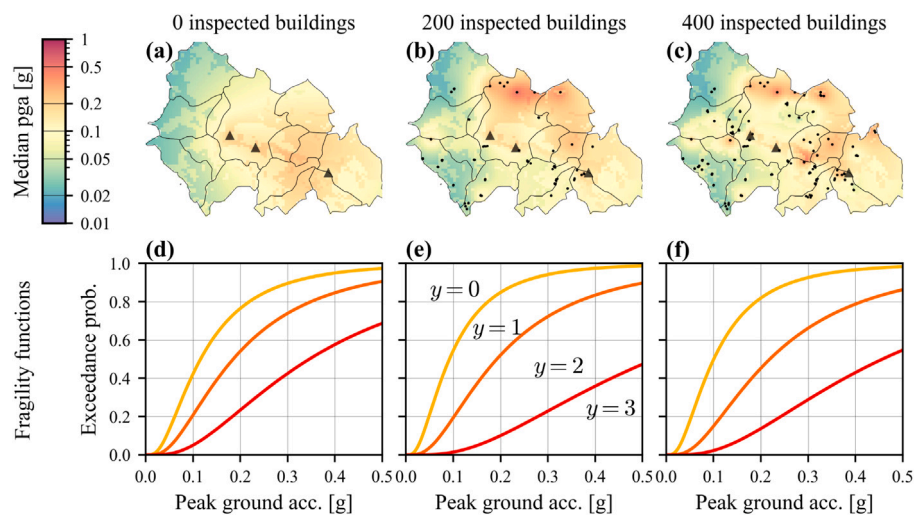 0 inspected buildings
200 inspected buildings
400 inspected buildings
Median pga [g]
1
0.5
0.2
0.1
0.05
0.02
0.01
(a)
(b)
(c)
Fragility functions
Exceedance prob.
(d)
(e)
(f)
1.0
0.8
0.6
0.4
0.2
0.0
y = 0
y = 1
y = 2
y = 3
0.0 0.1 0.2 0.3 0.4 0.5
0.0 0.1 0.2 0.3 0.4 0.5
0.0 0.1 0.2 0.3 0.4 0.5
Peak ground acc. [g]
Peak ground acc. [g]
Peak ground acc. [g]